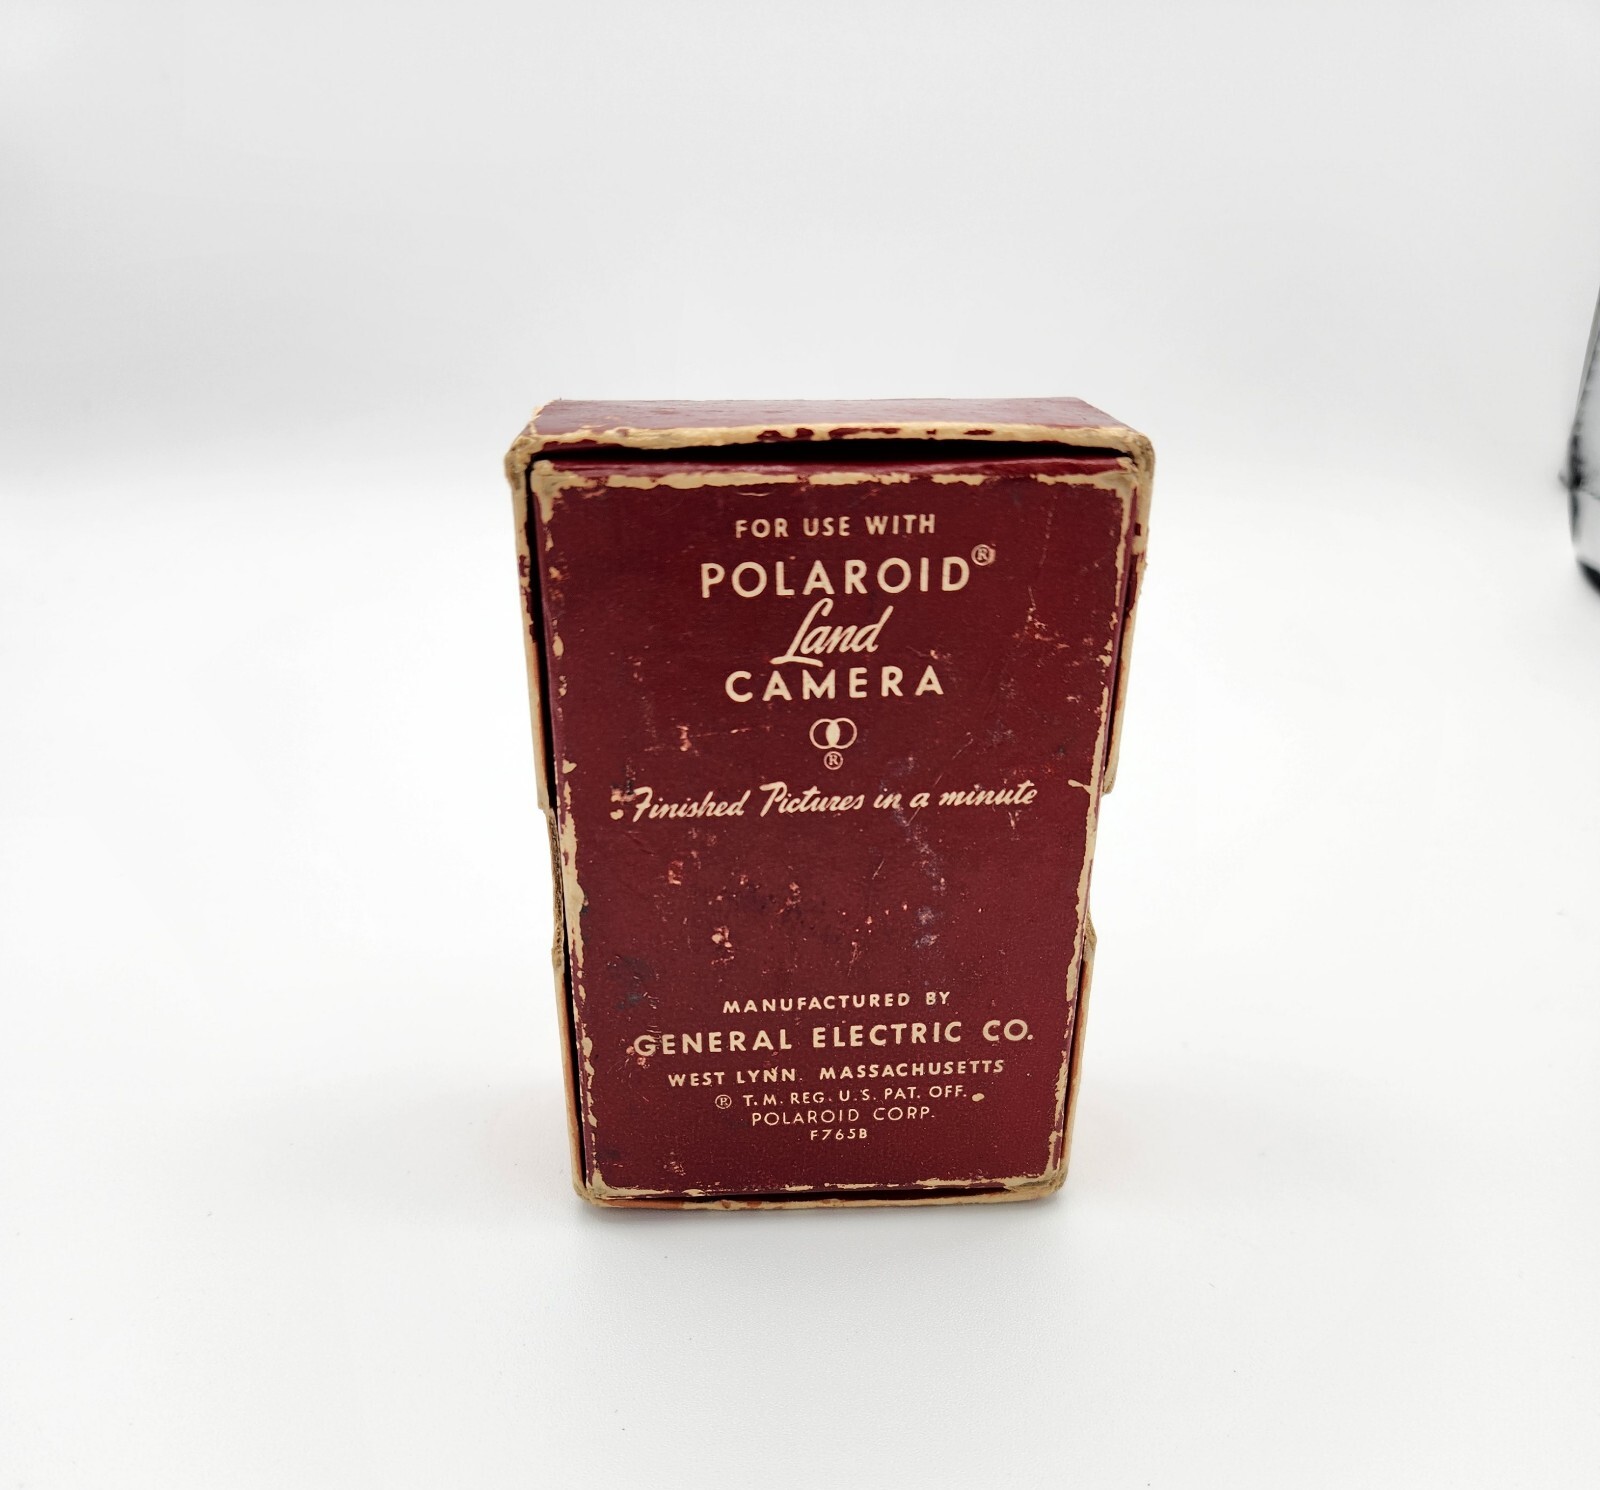 FOR USE WITH
POLAROID®
Land
CAMERA
®
Finished Pictures in a minute
MANUFACTURED BY
GENERAL ELECTRIC CO.
WEST LYNN, MASSACHUSETTS
® T.M. REG. U.S. PAT. OFF.
POLAROID CORP.
F765B